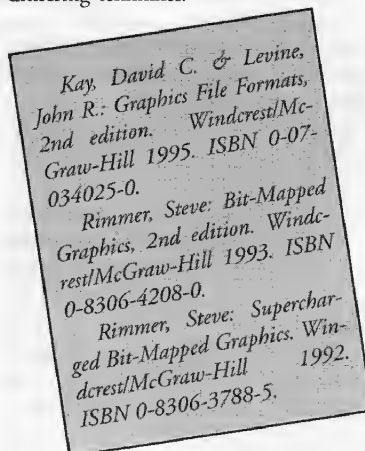 Kay, David C. & Levine,
John R.: Graphics File Formats,
2nd edition. Windcrest/Mc-
Graw-Hill 1995. ISBN 0-07-
034025-0.
Rimmer, Steve: Bit-Mapped
Graphics, 2nd edition. Windc-
rest/McGraw-Hill 1993. ISBN
0-8306-4208-0.
Rimmer, Steve: Superchar-
ged Bit-Mapped Graphics. Win-
dcrest/McGraw-Hill 1992.
ISBN 0-8306-3788-5.